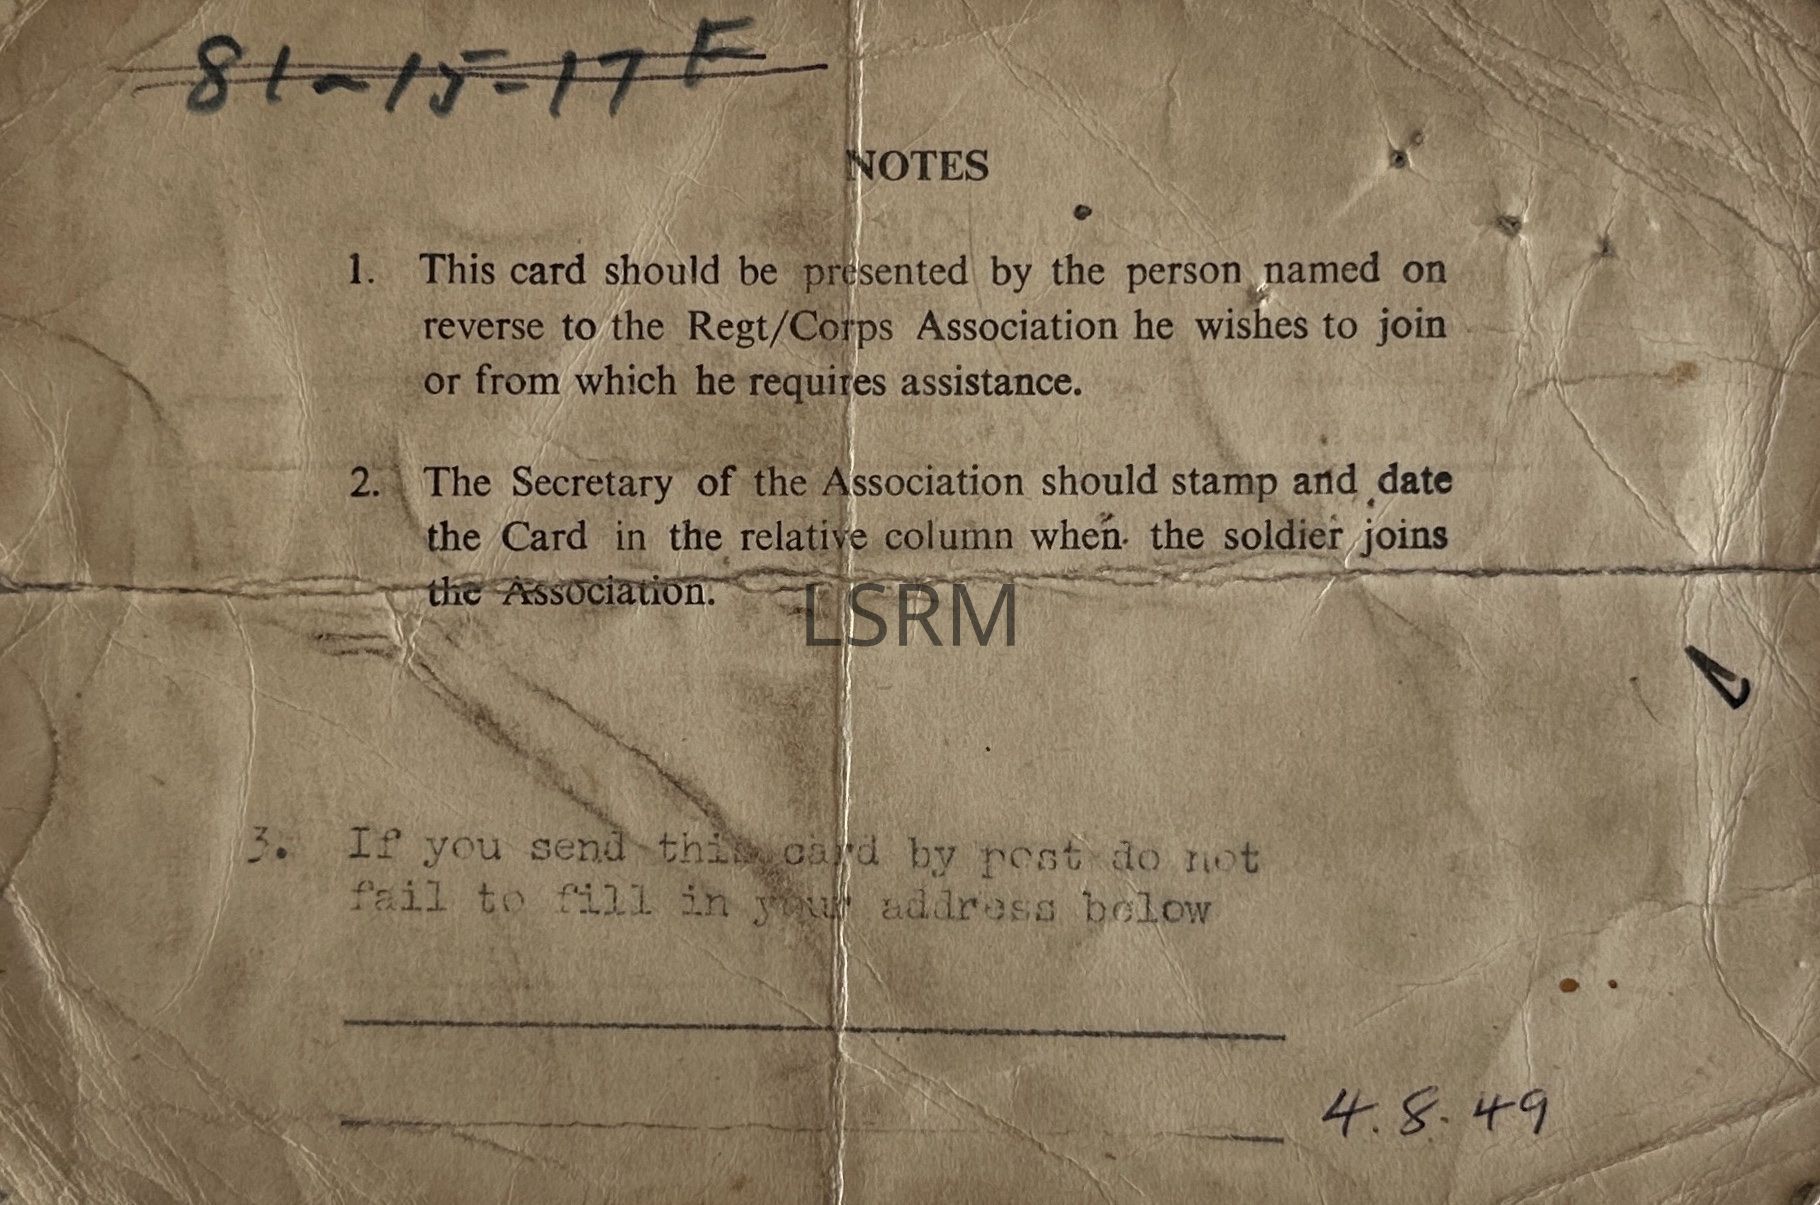 81-15-17 F
NOTES
1. This card should be presented by the person named on
reverse to the Regt/Corps Association he wishes to join
or from which he requires assistance.
2. The Secretary of the Association should stamp and date
the Card in the relative column when the soldier joins
the Association.
LSRM
3. If you send this card by post do not
fail to fill in your address below
4.8.49